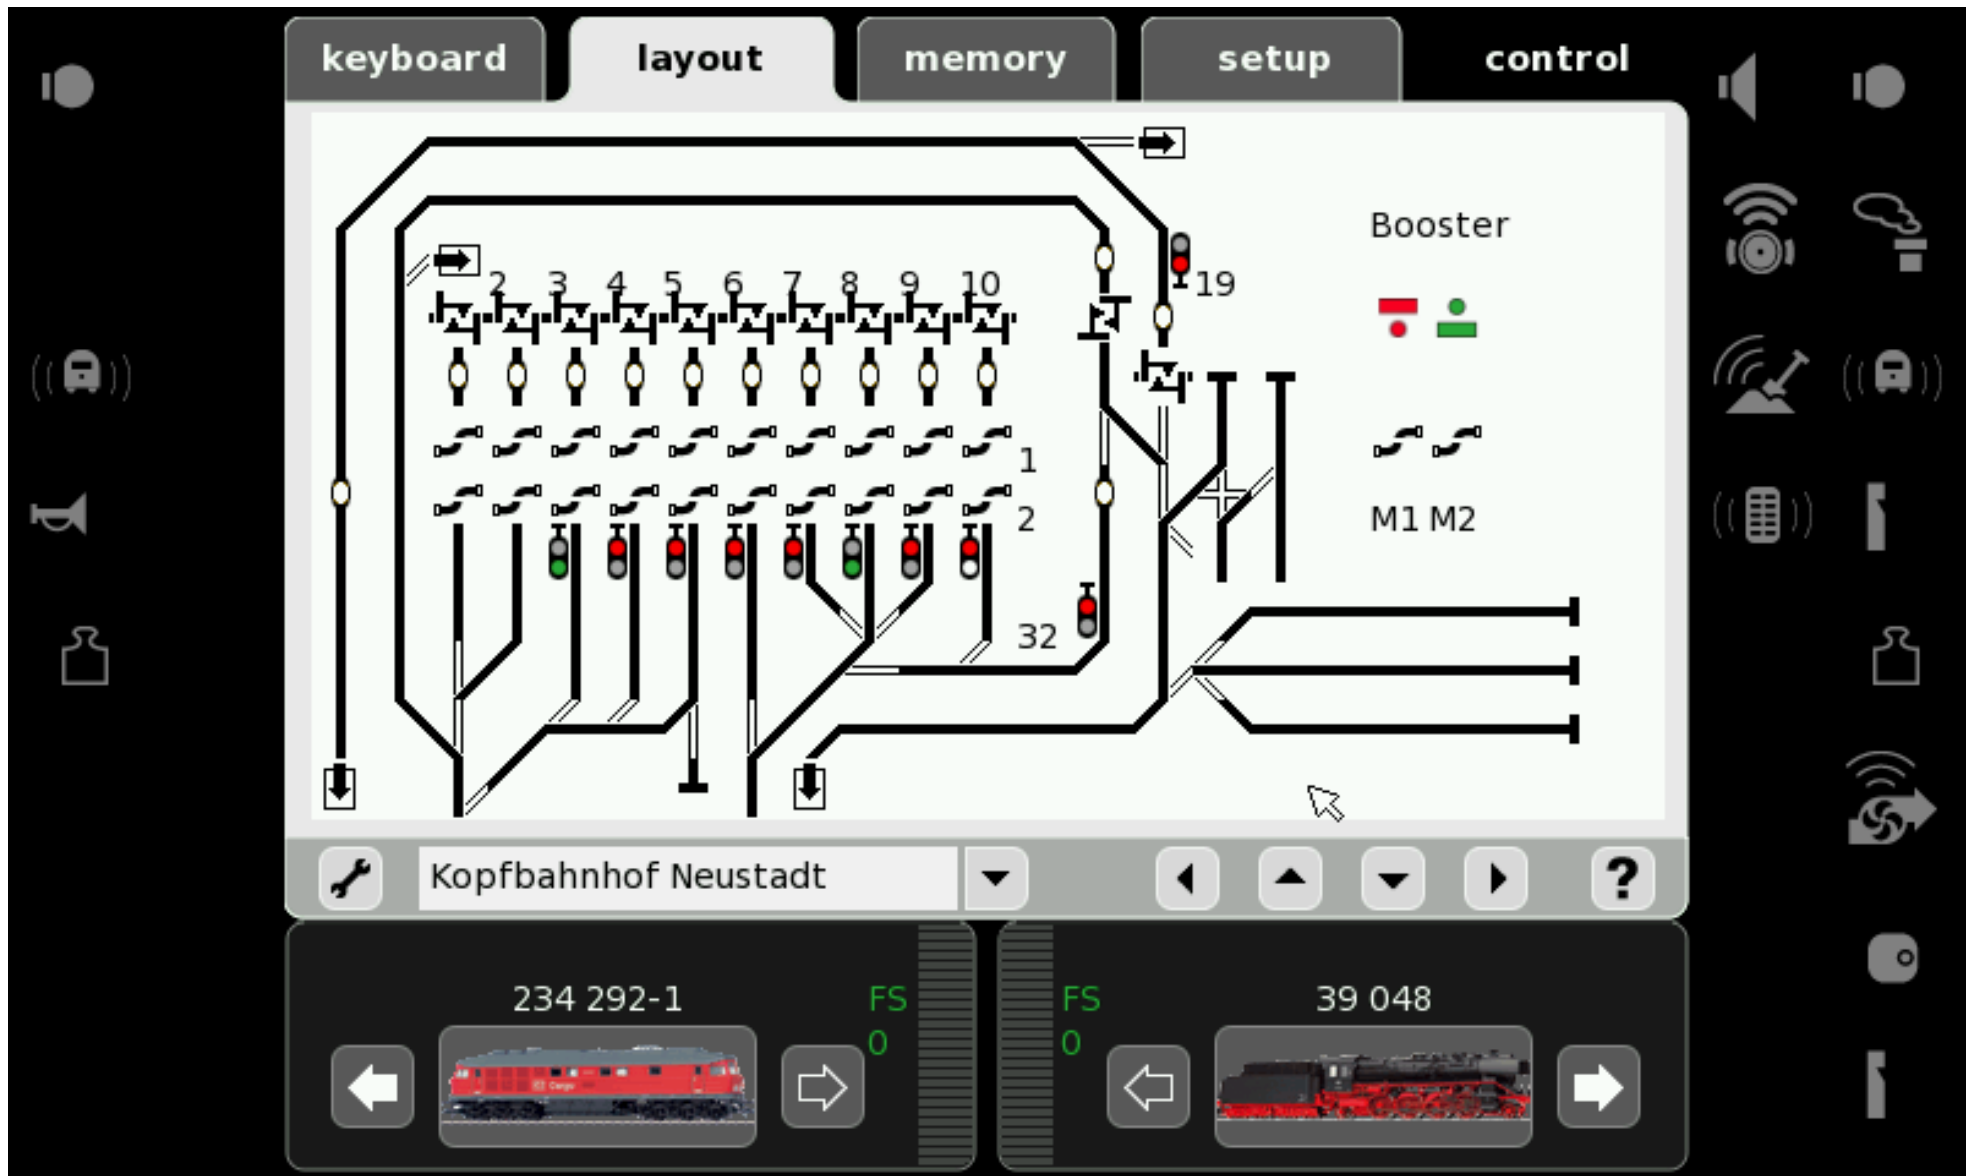 keyboard layout memory setup control
Booster
2 3 4 5 6 7 8 9 10 19
1
2 M1 M2
32
Kopfbahnhof Neustadt ?
234 292-1 FS FS 39 048
0 0
Cargo